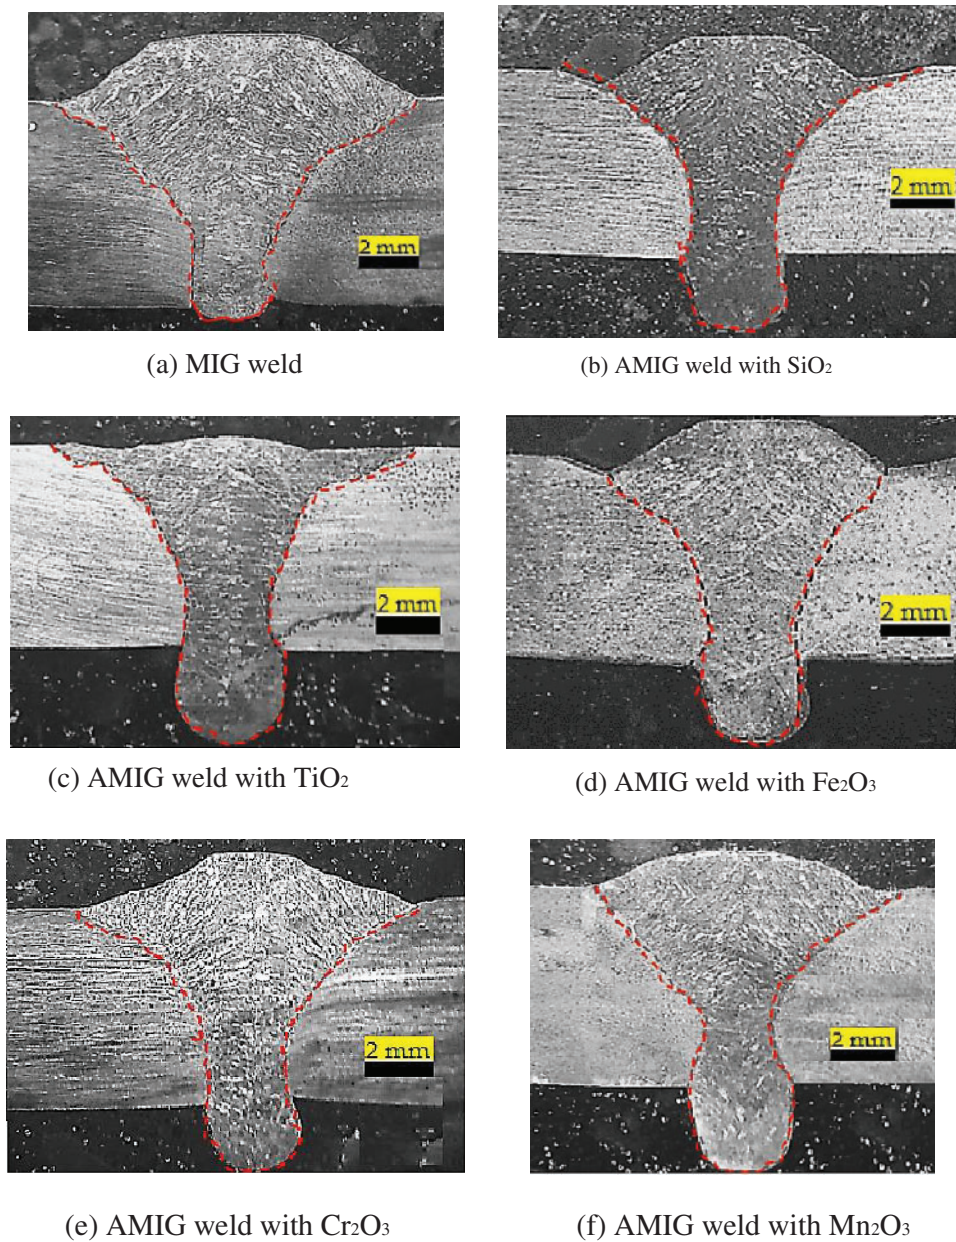 2 mm
2 mm
(a) MIG weld
(b) AMIG weld with SiO₂
2 mm
2 mm
(c) AMIG weld with TiO₂
(d) AMIG weld with Fe₂O₃
2 mm
2 mm
(e) AMIG weld with Cr₂O₃
(f) AMIG weld with Mn₂O₃